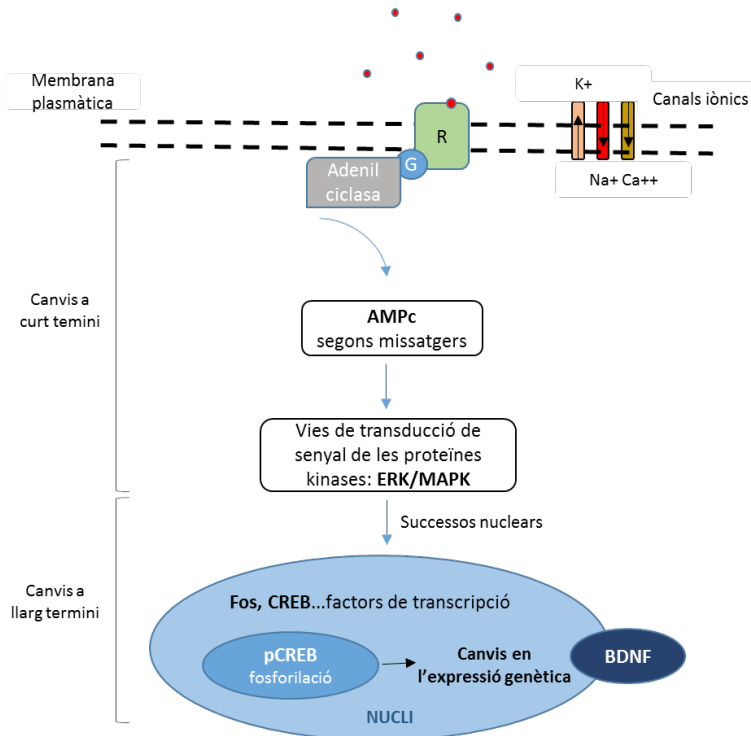 Membrana
plasmàtica
K+
Canals iònics
R
G
Adenil
ciclasa
Na+ Ca++
Canvis a
curt temini
AMPc
segons missatgers
Vies de transducció de
senyal de les proteïnes
kinases: ERK/MAPK
Successos nuclears
Canvis a
llarg termini
Fos, CREB...factors de transcripció
pCREB
fosforilació
Canvis en
l'expressió genètica
BDNF
NUCLI